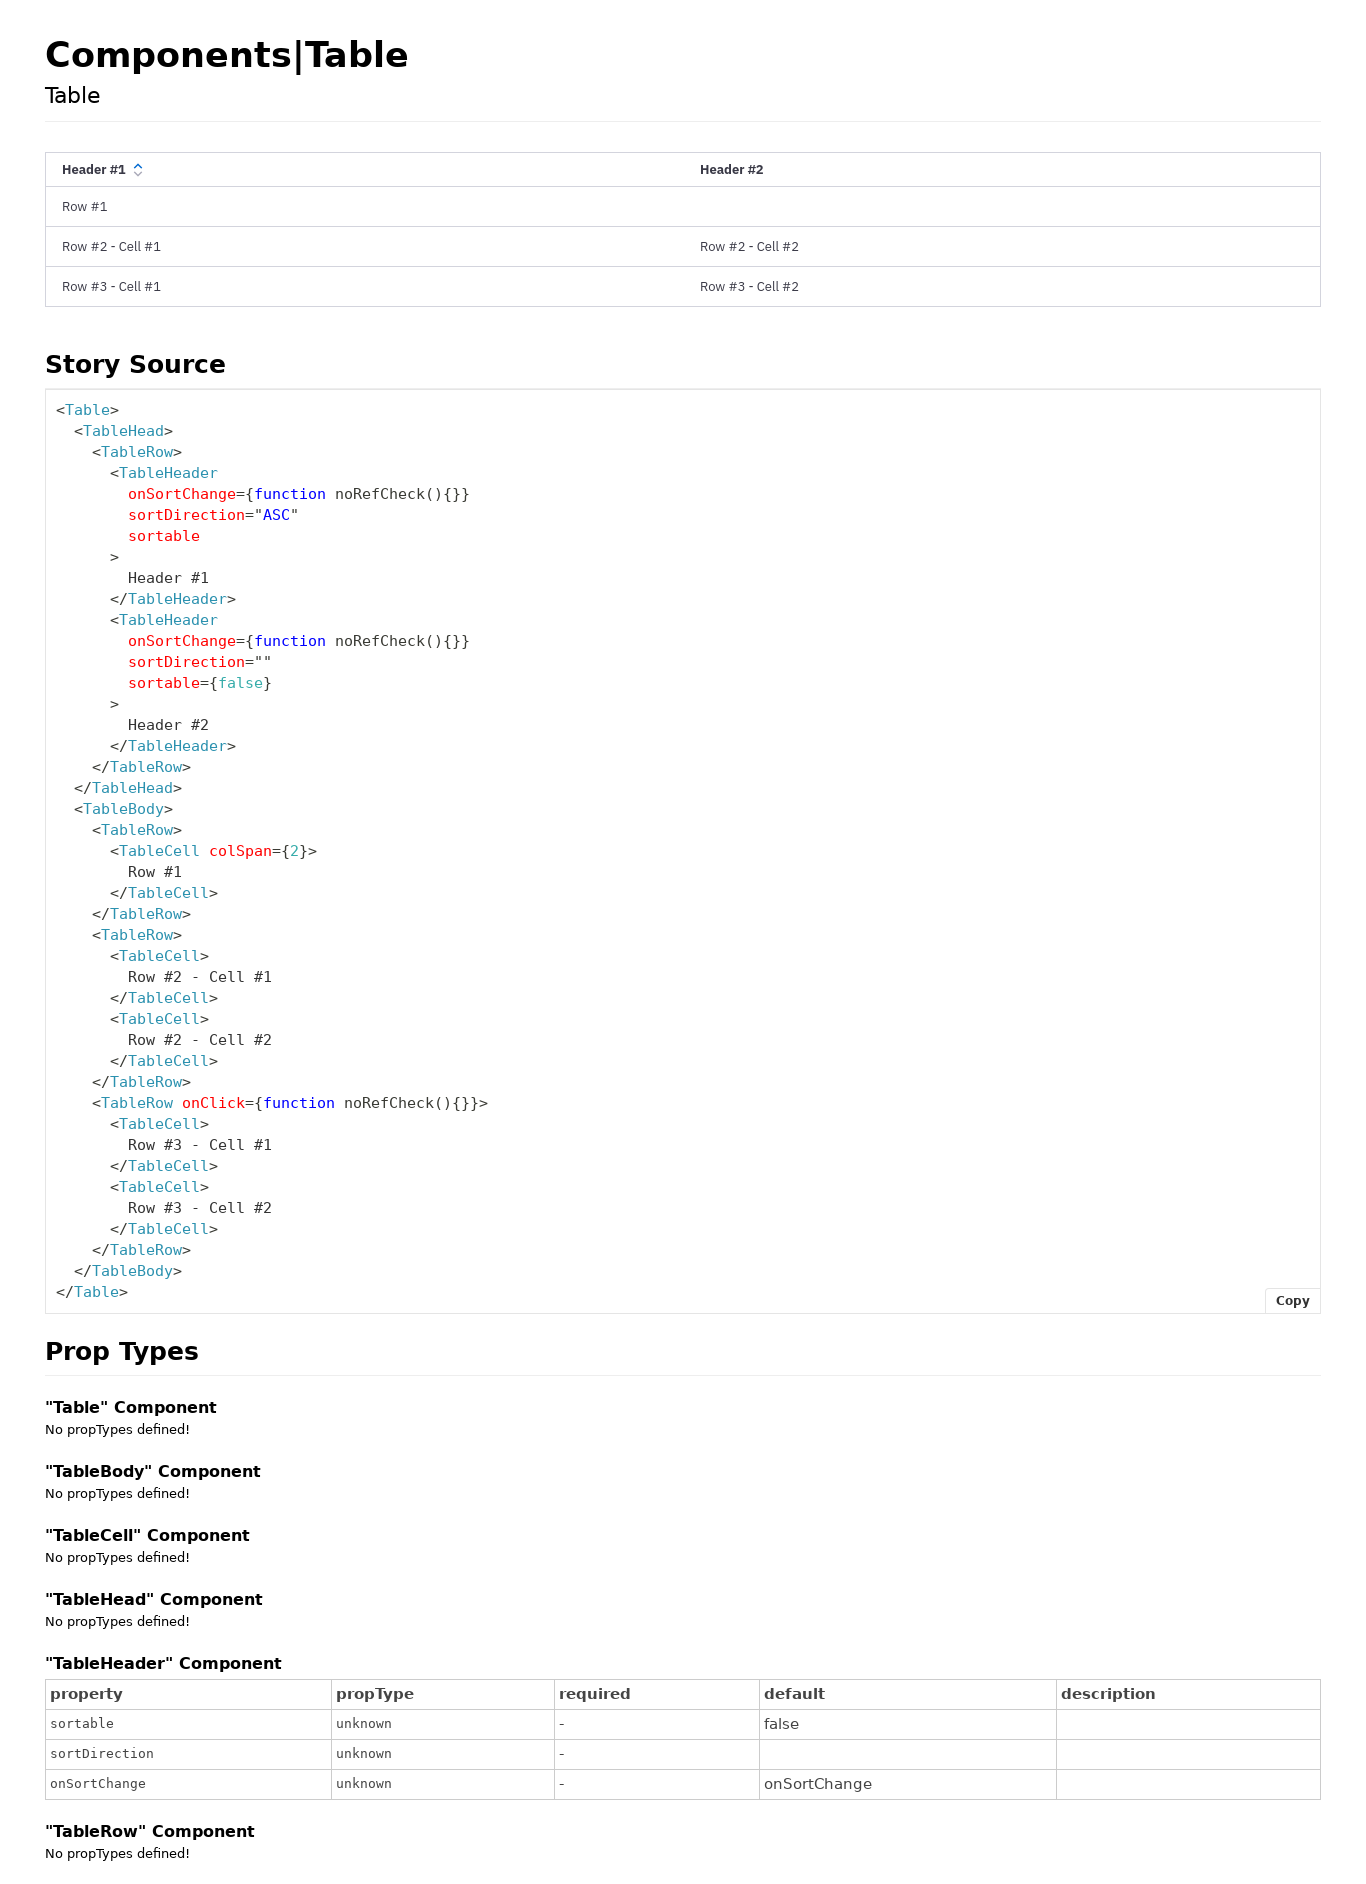 Components|Table
Table
Header #1 Header #2
Row #1
Row #2 - Cell #1 Row #2 - Cell #2
Row #3 - Cell #1 Row #3 - Cell #2
Story Source
<Table>
  <TableHead>
    <TableRow>
      <TableHeader
        onSortChange={function noRefCheck(){}}
        sortDirection="ASC"
        sortable
      >
        Header #1
      </TableHeader>
      <TableHeader
        onSortChange={function noRefCheck(){}}
        sortDirection=""
        sortable={false}
      >
        Header #2
      </TableHeader>
    </TableRow>
  </TableHead>
  <TableBody>
    <TableRow>
      <TableCell colSpan={2}>
        Row #1
      </TableCell>
    </TableRow>
    <TableRow>
      <TableCell>
        Row #2 - Cell #1
      </TableCell>
      <TableCell>
        Row #2 - Cell #2
      </TableCell>
    </TableRow>
    <TableRow onClick={function noRefCheck(){}}>
      <TableCell>
        Row #3 - Cell #1
      </TableCell>
      <TableCell>
        Row #3 - Cell #2
      </TableCell>
    </TableRow>
  </TableBody>
</Table>
Copy
Prop Types
"Table" Component
No propTypes defined!
"TableBody" Component
No propTypes defined!
"TableCell" Component
No propTypes defined!
"TableHead" Component
No propTypes defined!
"TableHeader" Component
property propType required default description
sortable unknown - false
sortDirection unknown -
onSortChange unknown - onSortChange
"TableRow" Component
No propTypes defined!